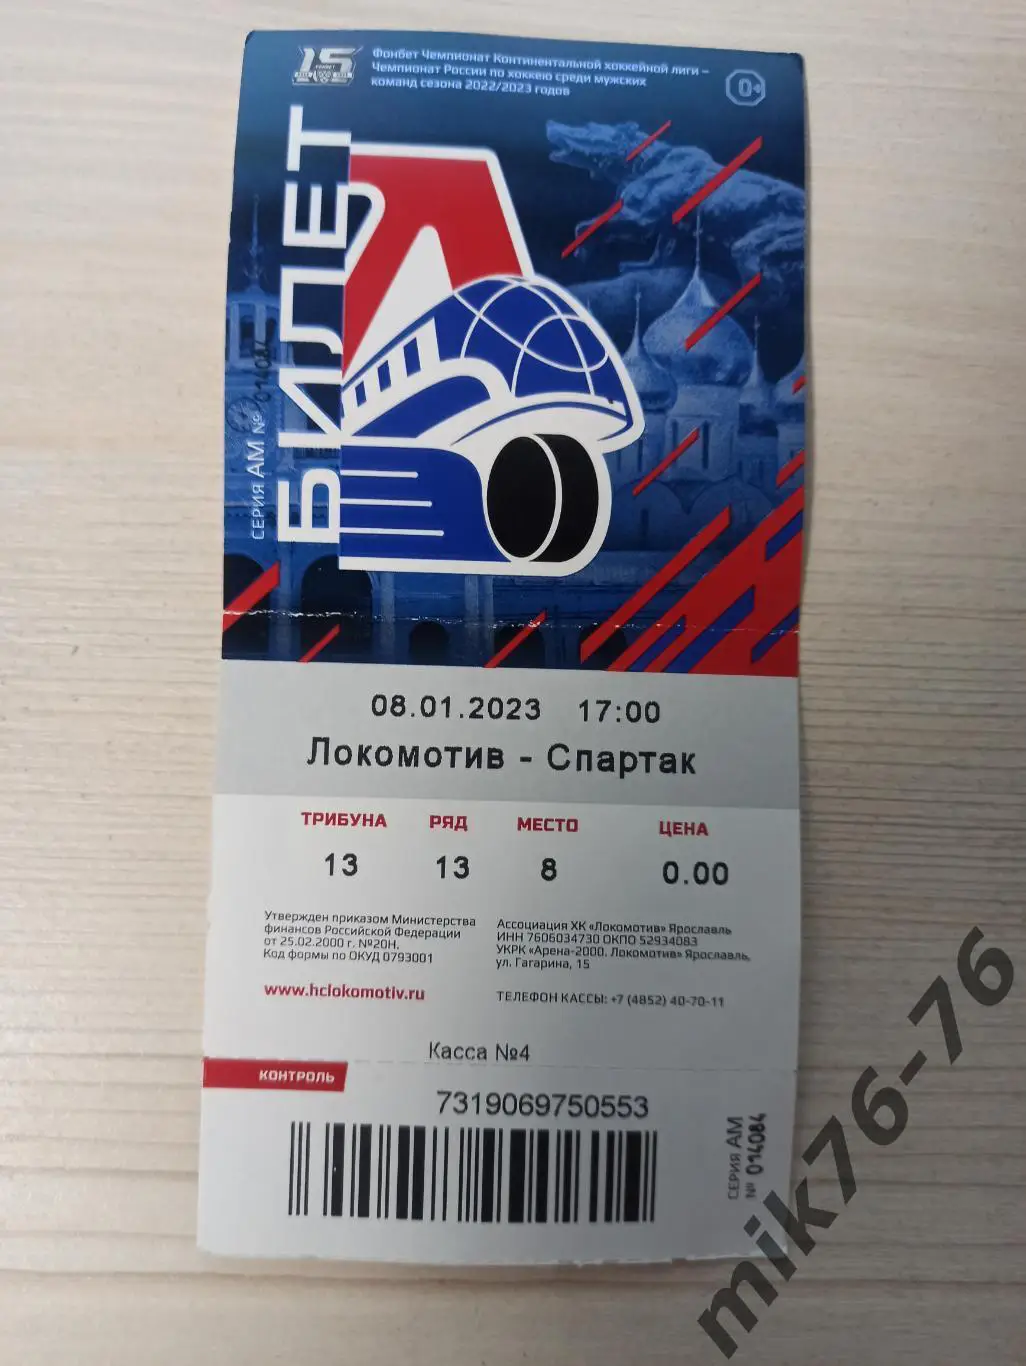 15
ФОНБЕТ
Фонбет Чемпионат Континентальной хоккейной лиги –
Чемпионат России по хоккею среди мужских
команд сезона 2022/2023 годов
0+
БИЛЕТ
СЕРИЯ АМ № 014084
08.01.2023 17:00
Локомотив - Спартак
ТРИБУНА РЯД МЕСТО ЦЕНА
13 13 8 0.00
Утвержден приказом Министерства
финансов Российской Федерации
от 25.02.2000 г. №20Н.
Код формы по ОКУД 0793001
www.hclokomotiv.ru
Ассоциация ХК «Локомотив» Ярославль
ИНН 7606034730 ОКПО 52934083
УКРК «Арена-2000. Локомотив» Ярославль,
ул. Гагарина, 15
ТЕЛЕФОН КАССЫ: +7 (4852) 40-70-11
Касса №4
КОНТРОЛЬ
7319069750553
СЕРИЯ АМ
№ 014084
mik76-76